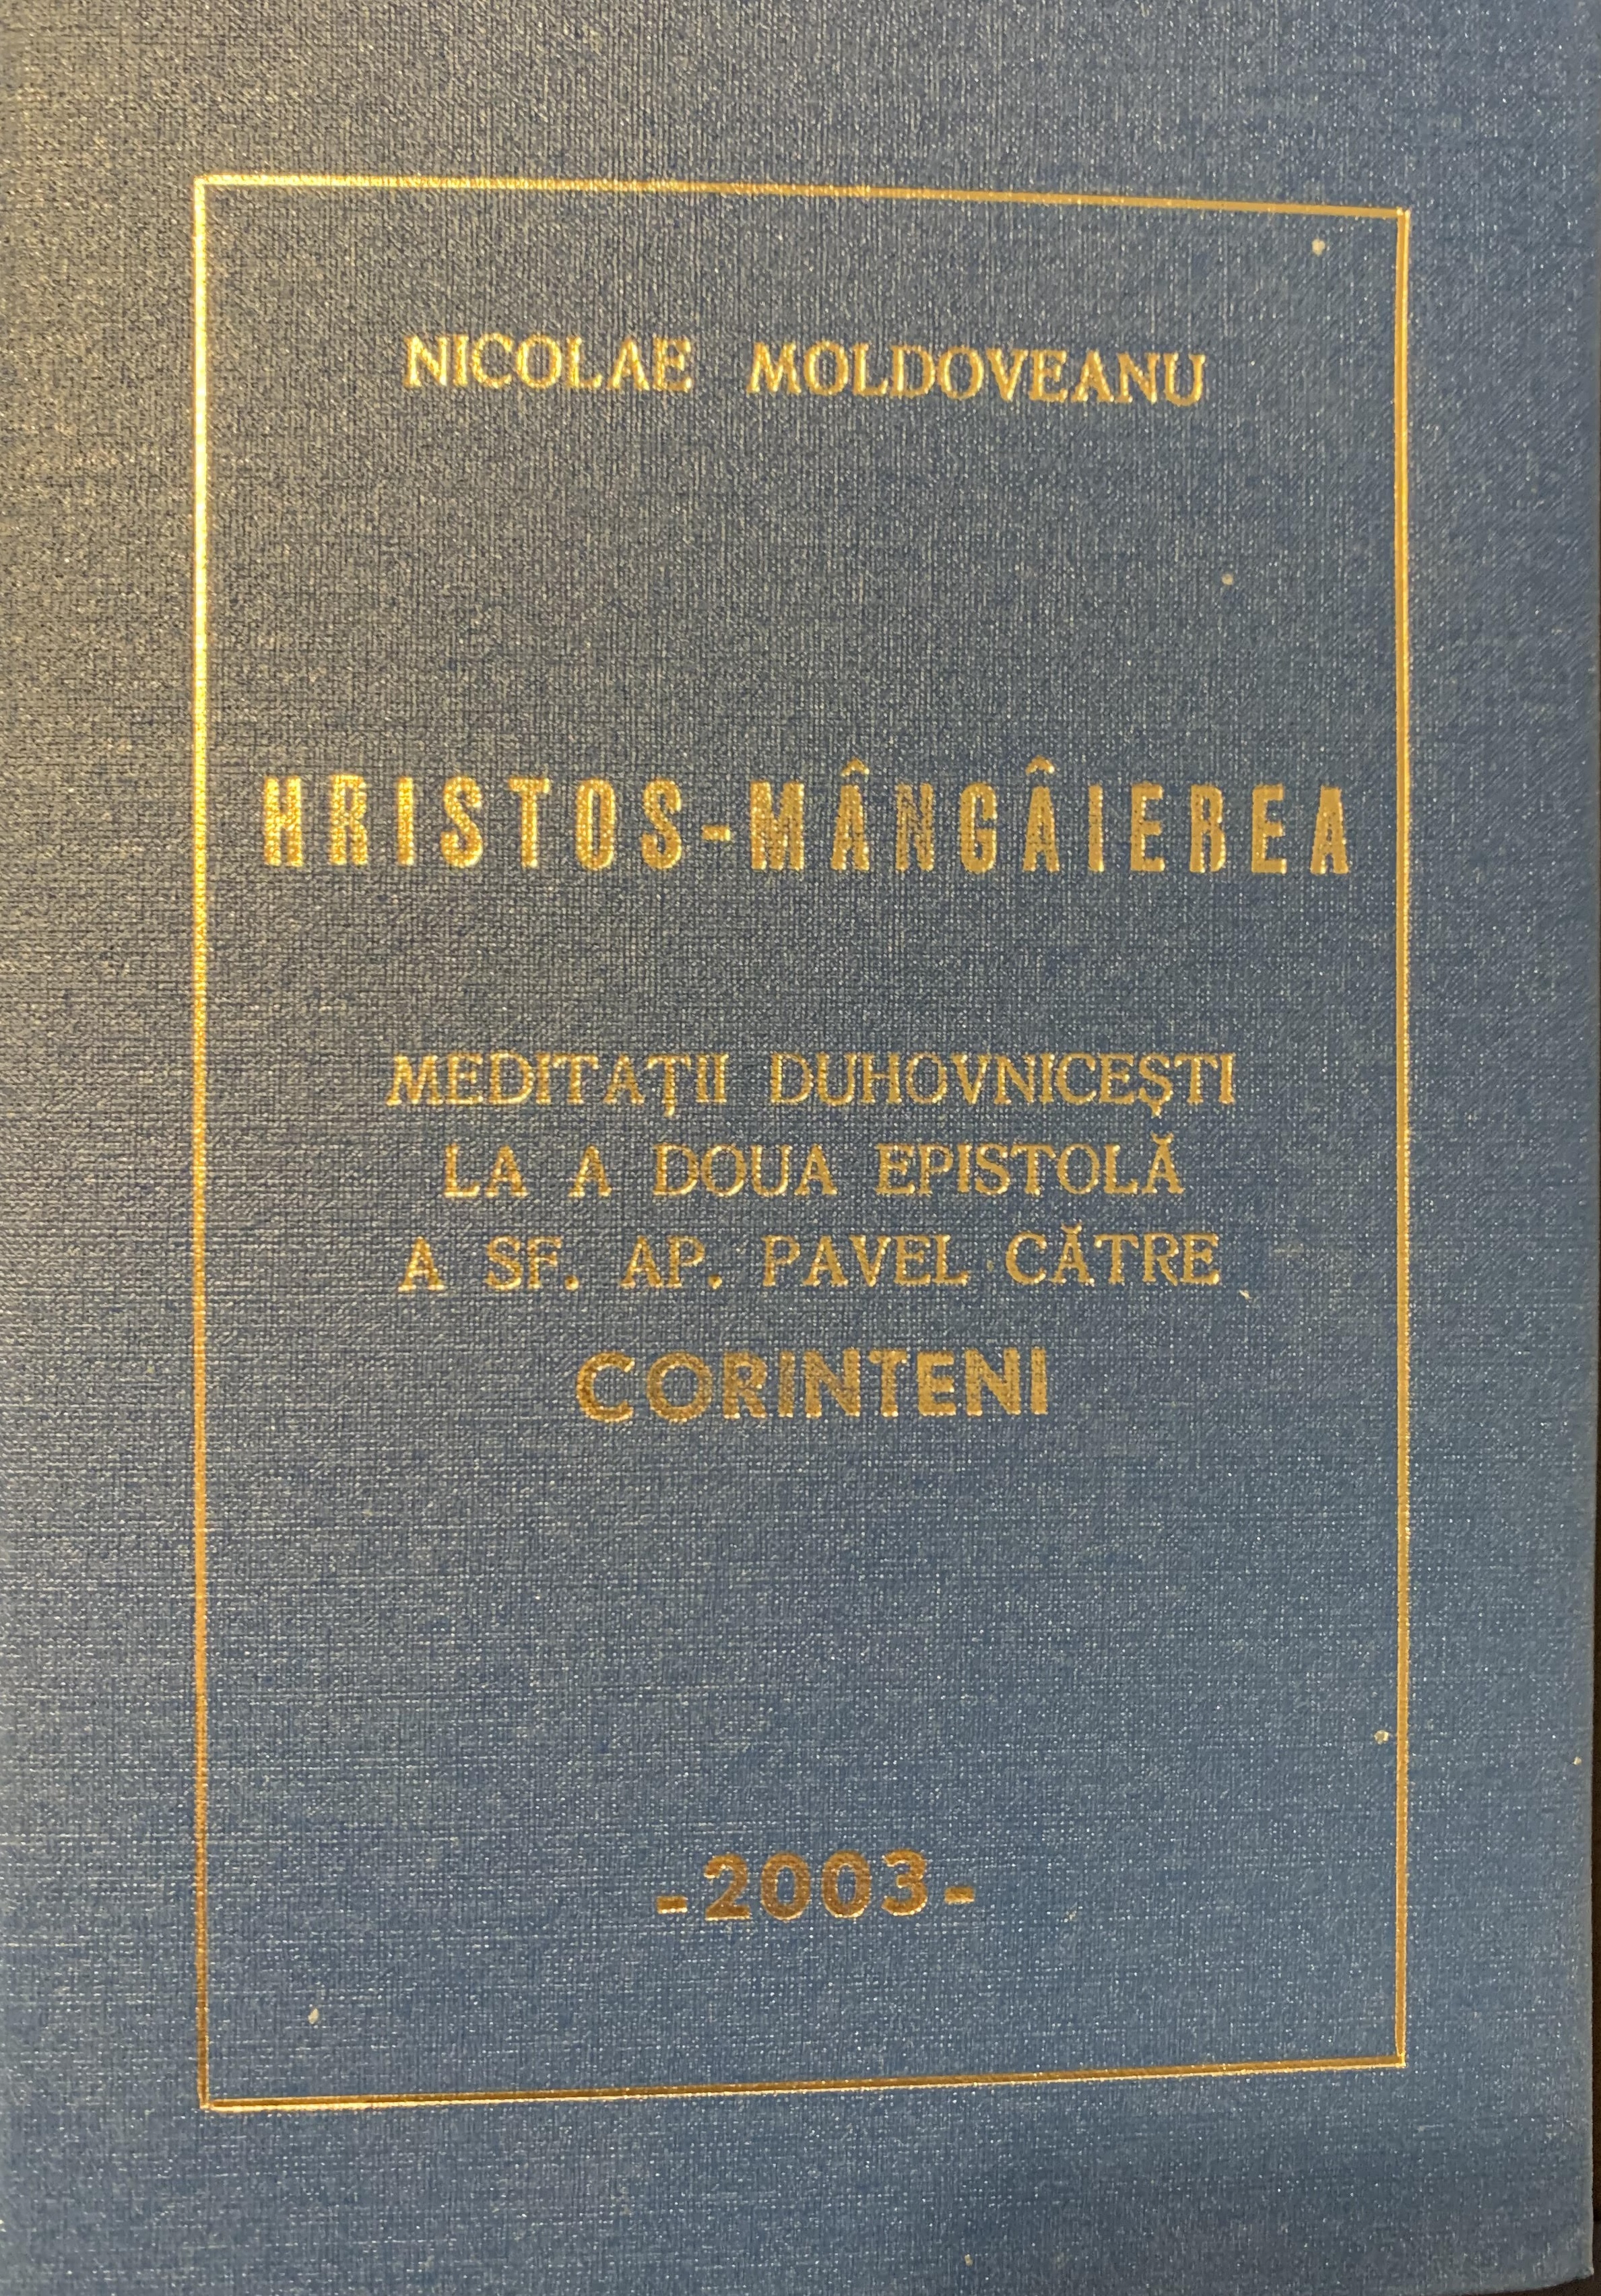 NICOLAE MOLDOVEANU
HRISTOS-MÂNGÂIEREA
MEDITAȚII DUHOVNICEȘTI
LA A DOUA EPISTOLĂ
A SF. AP. PAVEL CĂTRE
CORINTENI
-2003-